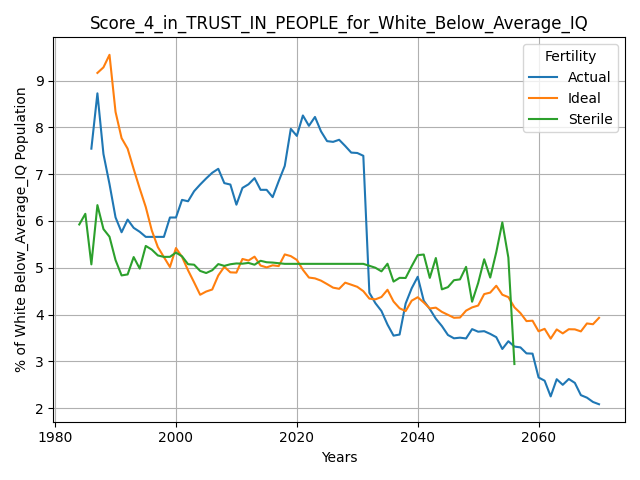 Score_4_in_TRUST_IN_PEOPLE_for_White_Below_Average_IQ
% of White Below_Average_IQ Population
9
8
7
6
5
4
3
2
Fertility
Actual
Ideal
Sterile
1980 2000 2020 2040 2060
Years